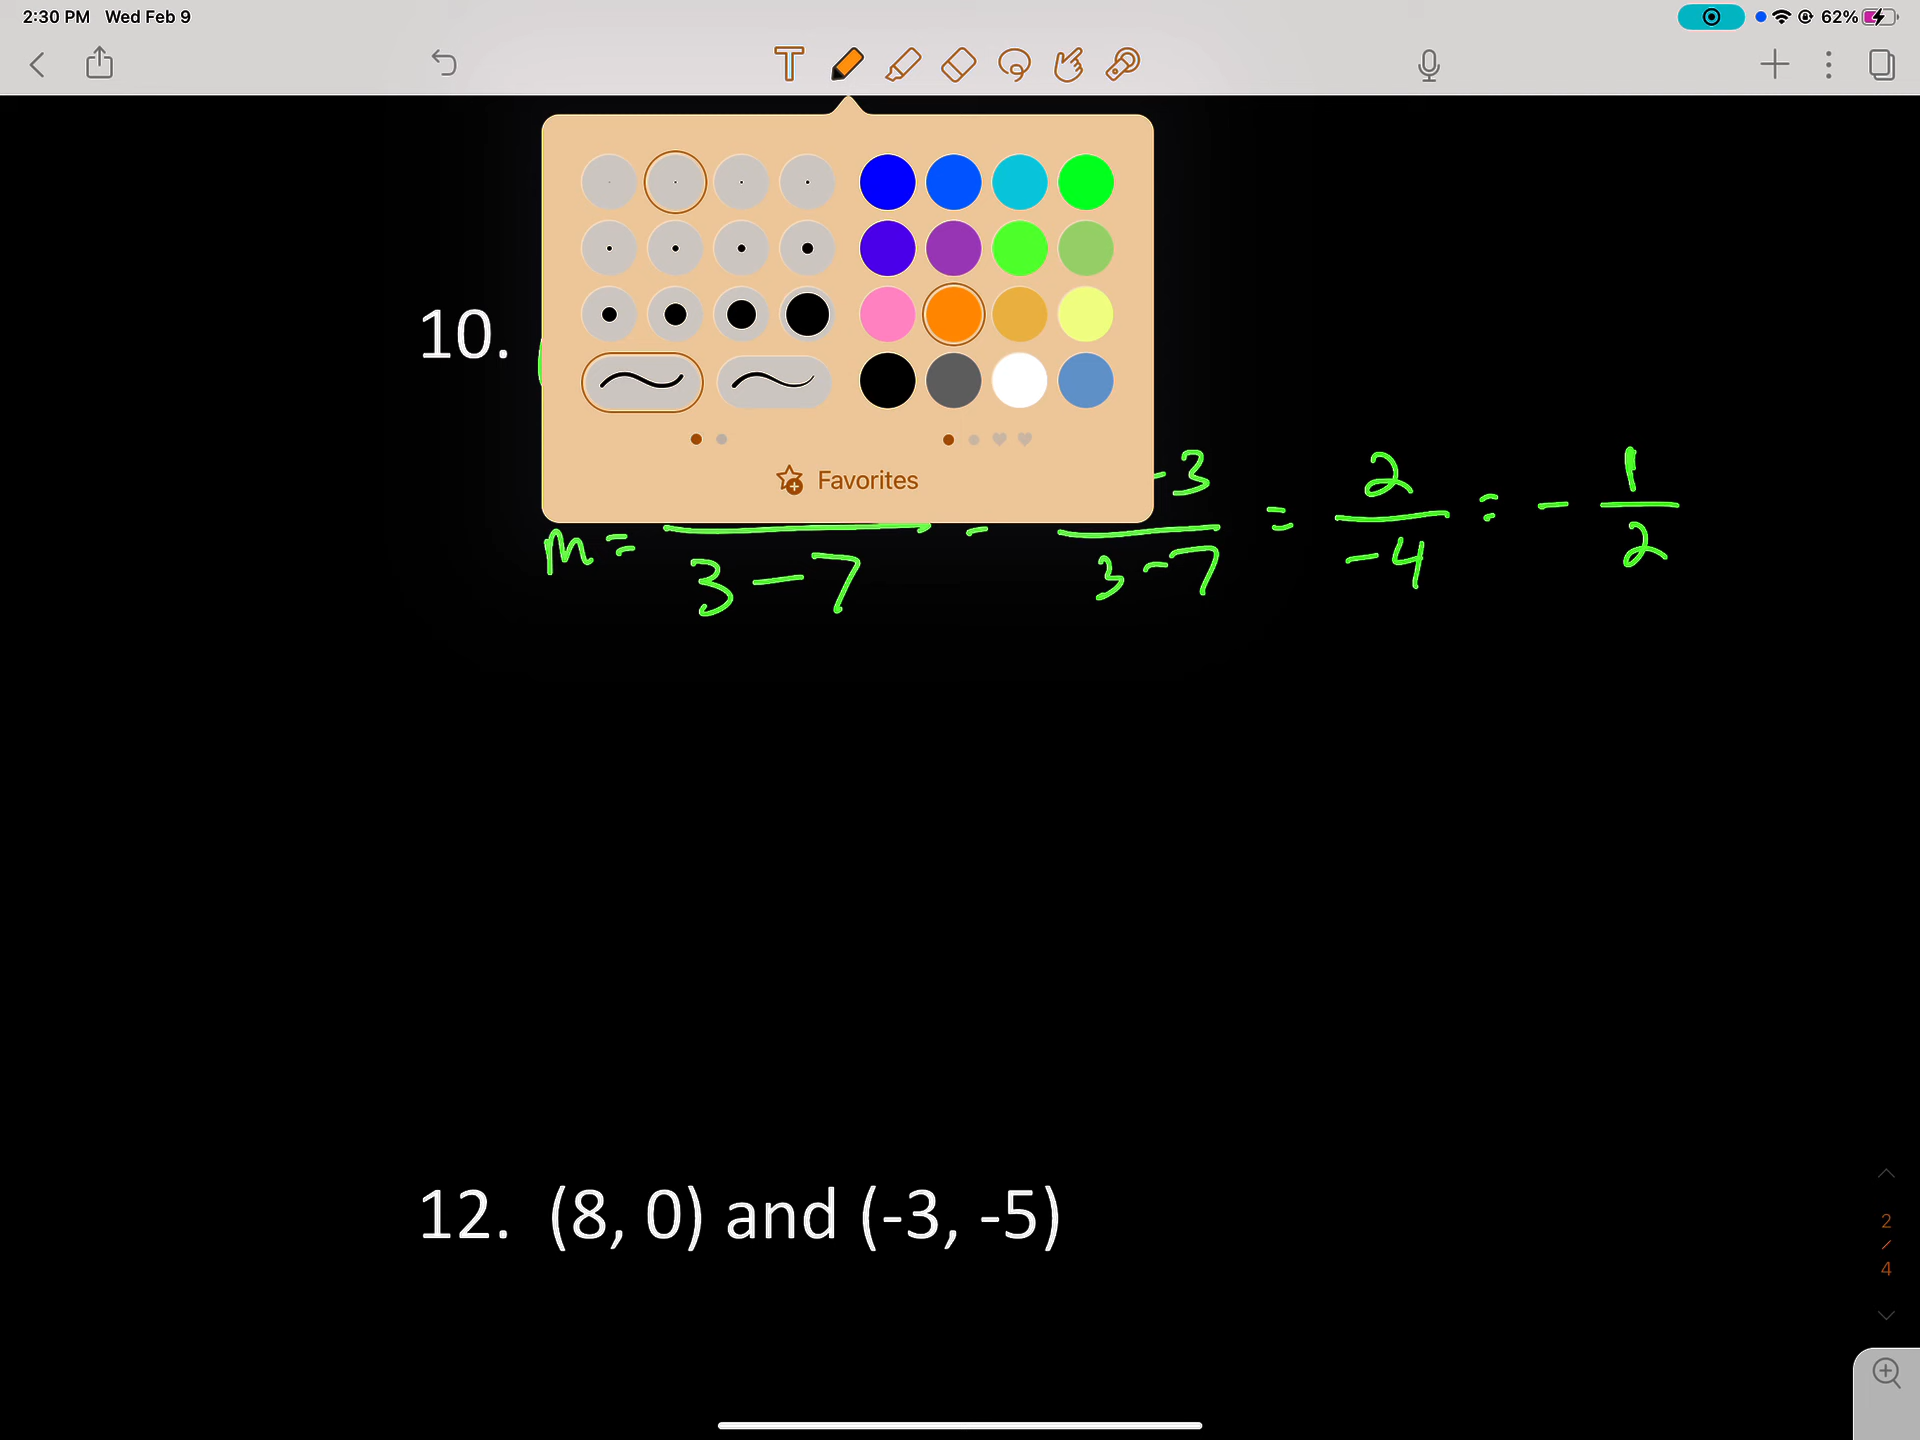 2:30 PM Wed Feb 9
62%
T
10.
Favorites
-3
m = 3-7 = 3-7 = 2/-4 = - 1/2
12. (8, 0) and (-3, -5)
2
/
4